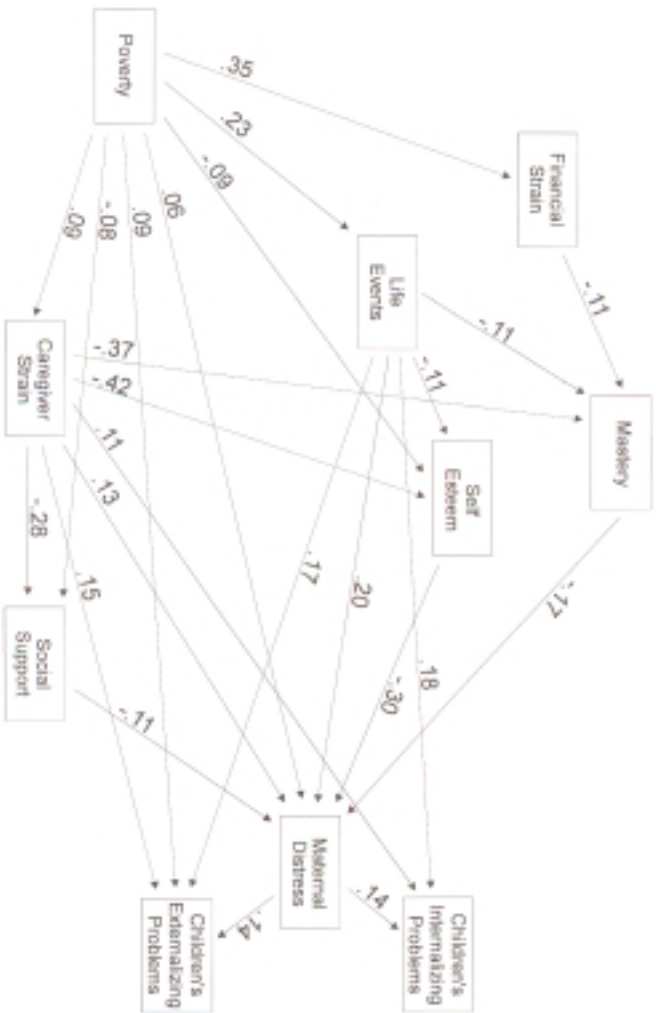 Mastery
Financial
Strain
-.11
-.17
Self
Esteem
-.11
-.11
Life
Events
.18
-.30
.20
.17
Children's
Internalizing
Problems
.14
Maternal
Distress
Poverty
.35
.23
-.09
.06
.09
-.08
.09
-.37
-.42
.11
.13
Caregiver
Strain
-.28
.15
Social
Support
-.11
Children's
Externalizing
Problems